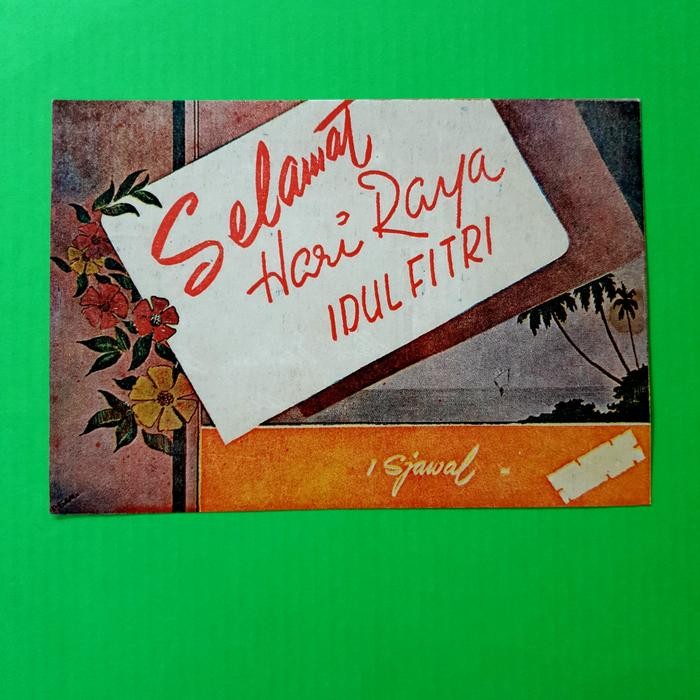 Selamat
Hari Raya
IDUL FITRI
1 Sjawal